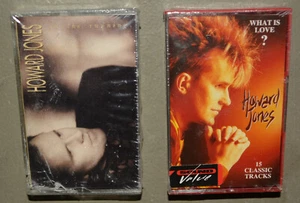 HOWARD JONES
WHAT IS
LOVE
?
Howard
Jones
Value
15
CLASSIC
TRACKS